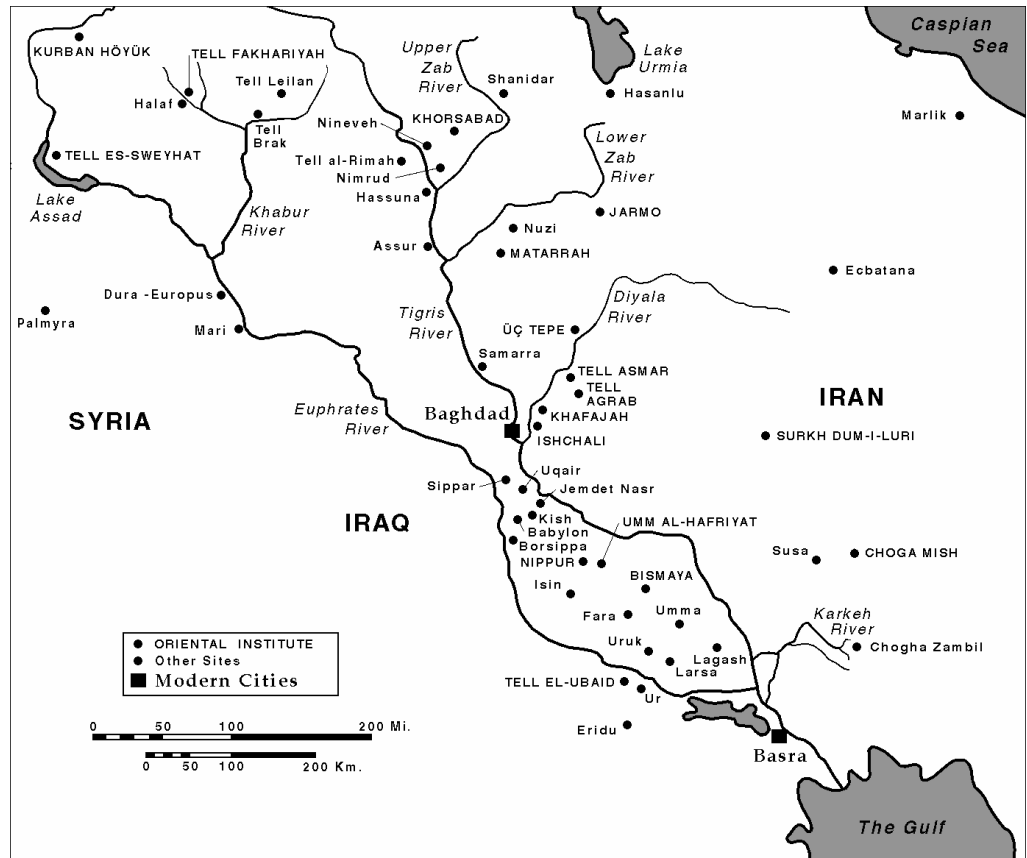 Caspian
Sea
Upper
Zab
River
Lake
Urmia
KURBAN HÖYÜK
TELL FAKHARIYAH
Tell Leilan
Shanidar
Hasanlu
Halaf
KHORSABAD
Marlik
Tell
Brak
Nineveh
Lower
Zab
River
TELL ES-SWEYHAT
Tell al-Rimah
Nimrud
Hassuna
Lake
Assad
Khabur
River
JARMO
Nuzi
Assur
MATARRAH
Ecbatana
Dura -Europus
Diyala
River
Palmyra
Mari
Tigris
River
ÜÇ TEPE
Samarra
TELL ASMAR
TELL
AGRAB
SYRIA
Euphrates
River
Baghdad
KHAFAJAH
ISHCHALI
IRAN
SURKH DUM-I-LURI
Uqair
Sippar
Jemdet Nasr
IRAQ
Kish
Babylon
Borsippa
UMM AL-HAFRIYAT
NIPPUR
Susa
CHOGA MISH
BISMAYA
Isin
Fara
Umma
Karkeh
River
Uruk
Lagash
Larsa
Chogha Zambil
ORIENTAL INSTITUTE
Other Sites
Modern Cities
TELL EL-UBAID
Ur
Eridu
0 50 100 200 Mi.
0 50 100 200 Km.
Basra
The Gulf